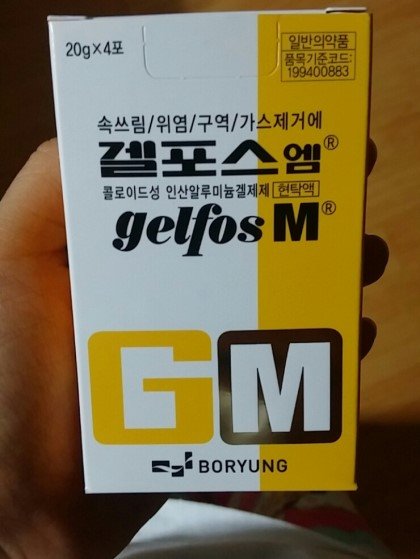 20g×4포
일반의약품
품목기준코드:
199400883
속쓰림/위염/구역/가스제거에
겔포스엠®
콜로이드성 인산알루미늄겔제제 현탁액
gelfos M®
GM
BORYUNG